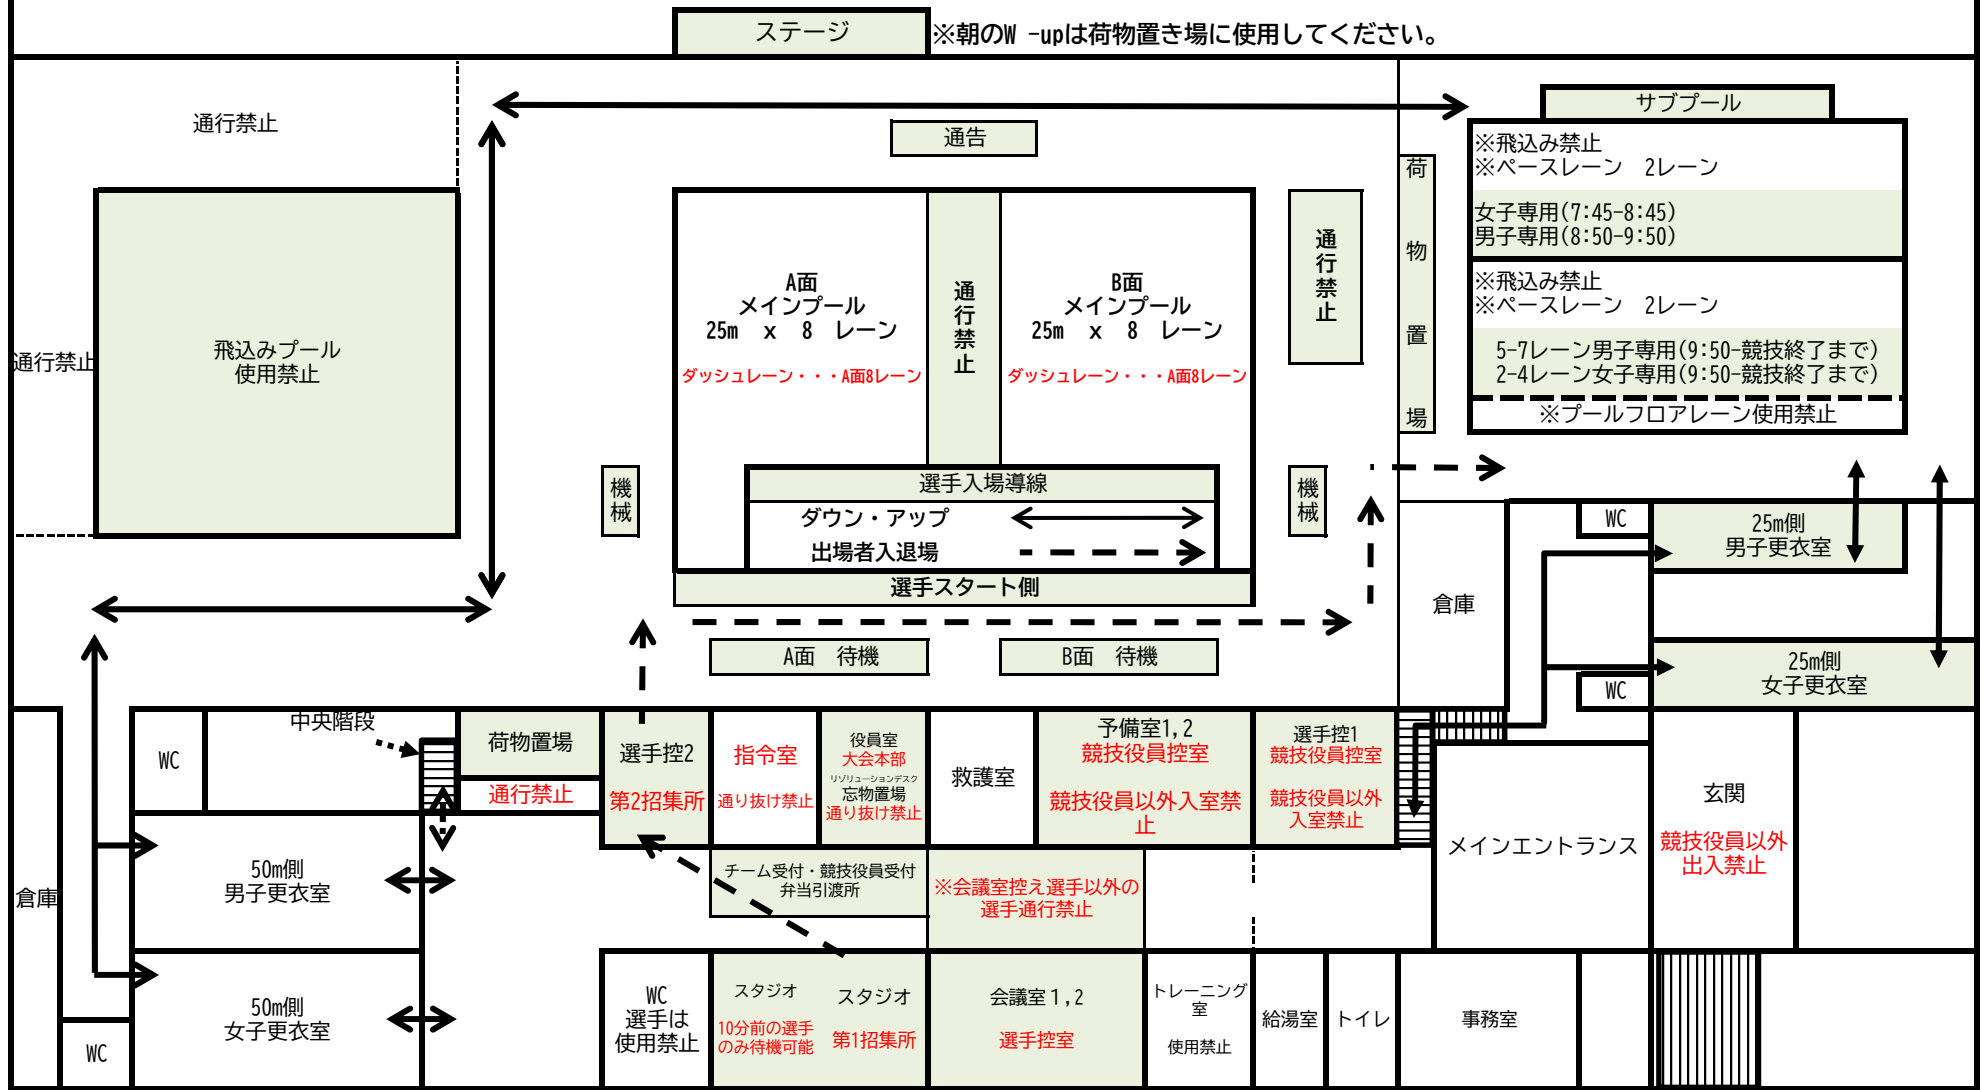 ステージ
※朝のW -upは荷物置き場に使用してください。
通行禁止
通告
サブプール
※飛込み禁止
※ペースレーン 2レーン
女子専用(7:45-8:45)
男子専用(8:50-9:50)
※飛込み禁止
※ペースレーン 2レーン
5-7レーン男子専用(9:50-競技終了まで)
2-4レーン女子専用(9:50-競技終了まで)
※プールフロアレーン使用禁止
荷物置場
通行禁止
飛込みプール
使用禁止
A面
メインプール
25m x 8 レーン
ダッシュレーン・・・A面8レーン
通行禁止
B面
メインプール
25m x 8 レーン
ダッシュレーン・・・A面8レーン
通行禁止
機械
選手入場導線
ダウン・アップ
出場者入退場
選手スタート側
機械
A面 待機
B面 待機
倉庫
WC
25m側
男子更衣室
25m側
女子更衣室
WC
中央階段
WC
荷物置場
通行禁止
選手控2
第2招集所
指令室
通り抜け禁止
役員室
大会本部
リゾリューションデスク
忘物置場
通り抜け禁止
救護室
予備室1,2
競技役員控室
競技役員以外入室禁
止
選手控1
競技役員控室
競技役員以外
入室禁止
メインエントランス
玄関
競技役員以外
出入禁止
倉庫
50m側
男子更衣室
チーム受付・競技役員受付
弁当引渡所
※会議室控え選手以外の
選手通行禁止
50m側
女子更衣室
WC
WC
選手は
使用禁止
スタジオ
10分前の選手
のみ待機可能
スタジオ
第1招集所
会議室1,2
選手控室
トレーニング
室
使用禁止
給湯室
トイレ
事務室